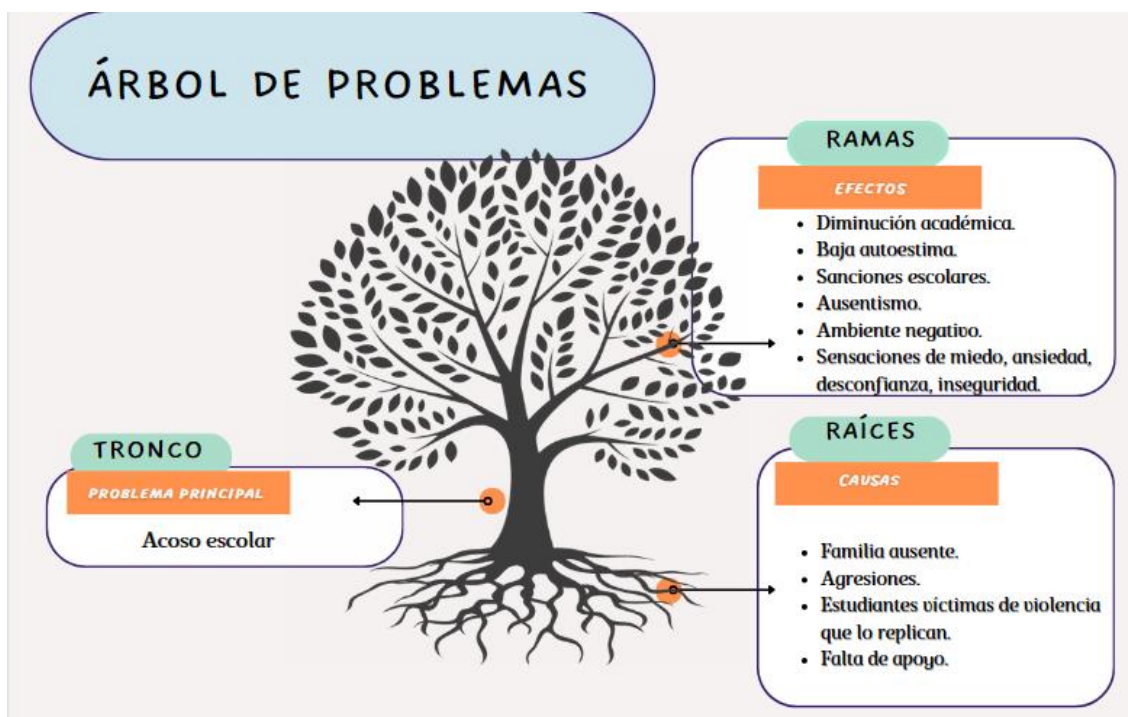 ÁRBOL DE PROBLEMAS
RAMAS
EFECTOS
• Diminución académica.
• Baja autoestima.
• Sanciones escolares.
• Ausentismo.
• Ambiente negativo.
• Sensaciones de miedo, ansiedad,
desconfianza, inseguridad.
TRONCO
PROBLEMA PRINCIPAL
Acoso escolar
RAÍCES
CAUSAS
• Familia ausente.
• Agresiones.
• Estudiantes víctimas de violencia
que lo replican.
• Falta de apoyo.